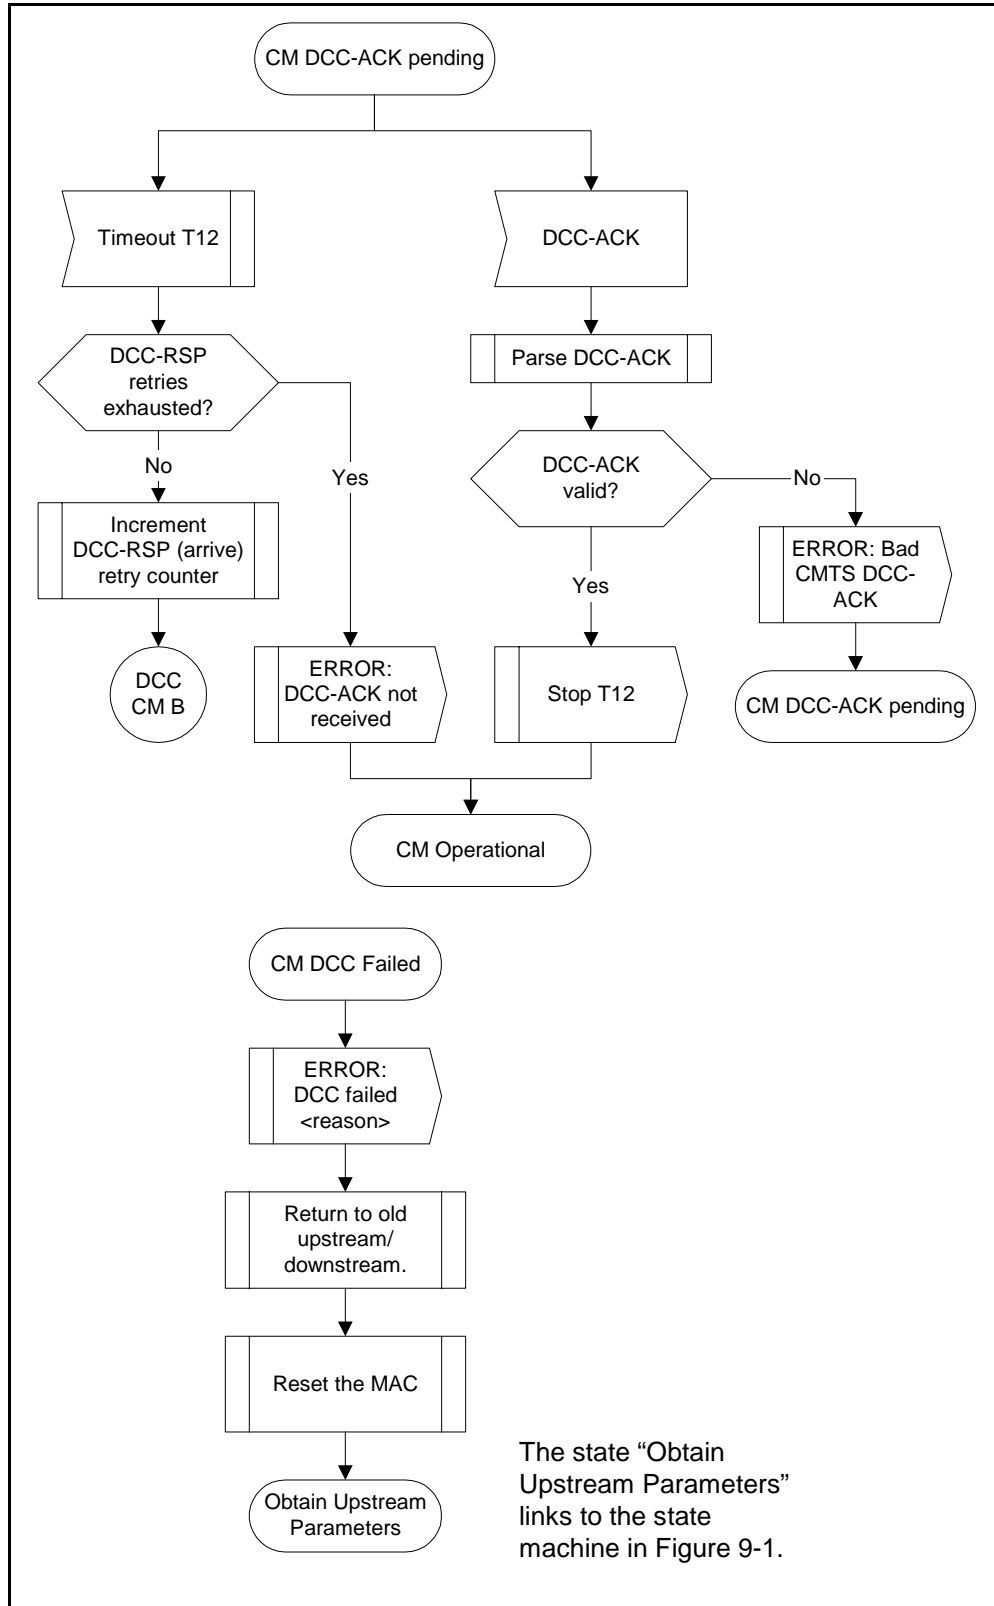 CM DCC-ACK pending
Timeout T12
DCC-ACK
DCC-RSP
retries
exhausted?
Parse DCC-ACK
DCC-ACK
valid?
No
Yes
No
Increment
DCC-RSP (arrive)
retry counter
Yes
ERROR: Bad
CMTS DCC-
ACK
DCC
CM B
ERROR:
DCC-ACK not
received
Stop T12
CM DCC-ACK pending
CM Operational
CM DCC Failed
ERROR:
DCC failed
<reason>
Return to old
upstream/
downstream.
Reset the MAC
Obtain Upstream
Parameters
The state “Obtain
Upstream Parameters”
links to the state
machine in Figure 9-1.